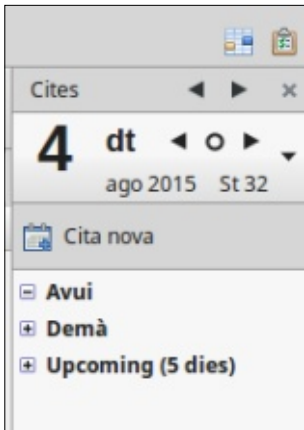 Cites
4 dt
ago 2015 St 32
Cita nova
Avui
Demà
Upcoming (5 dies)